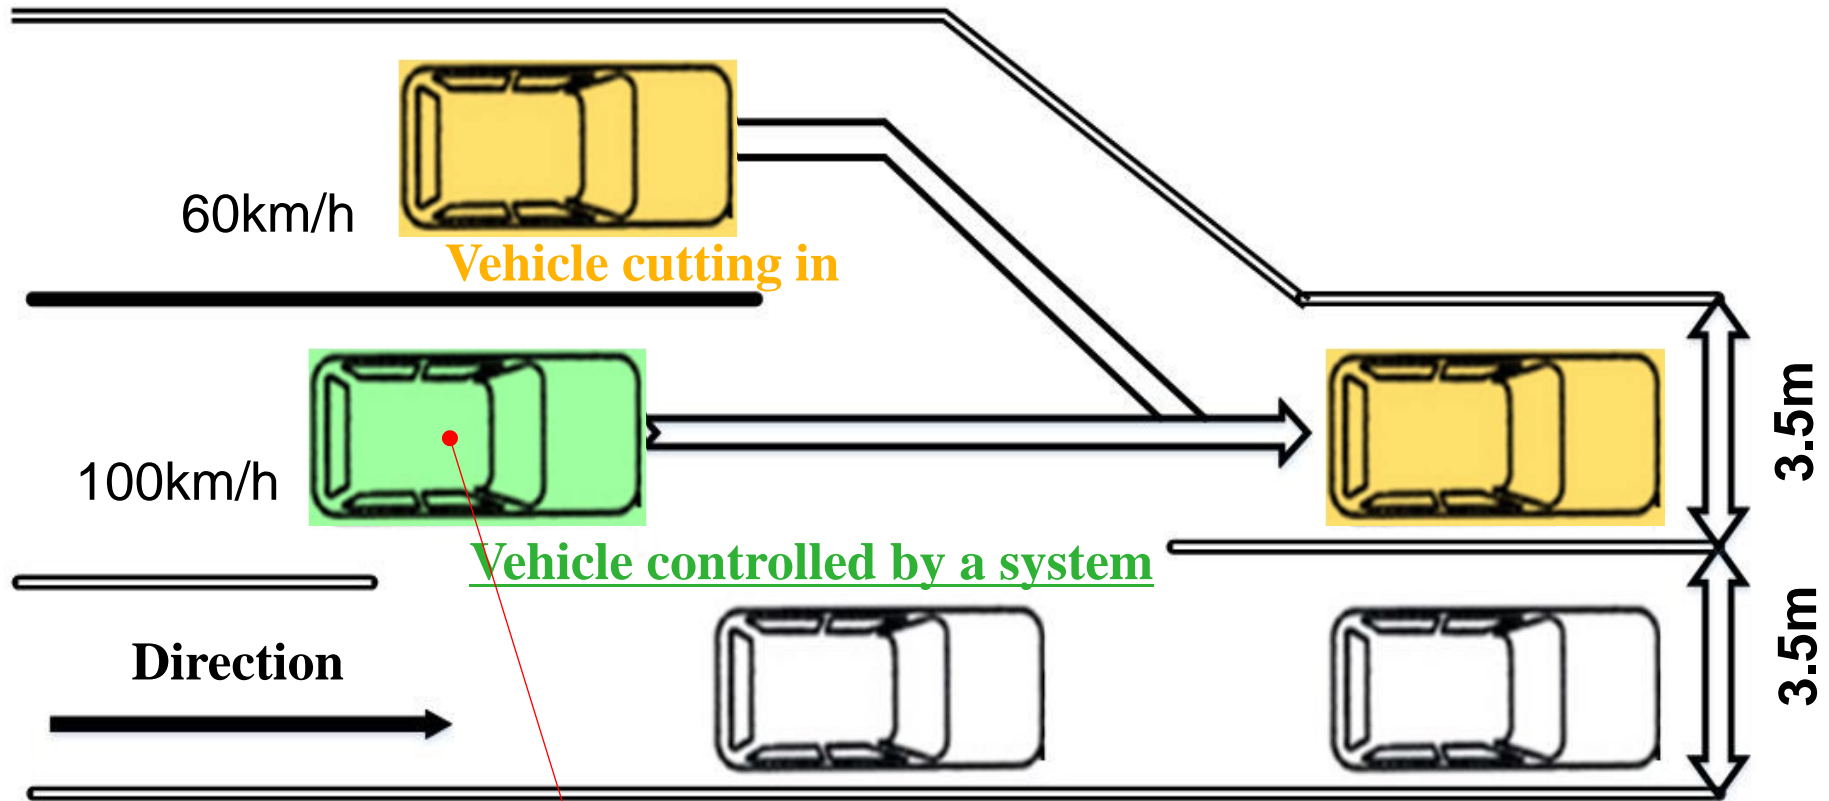 60km/h
Vehicle cutting in
100km/h
3.5m
Vehicle controlled by a system
Direction
3.5m